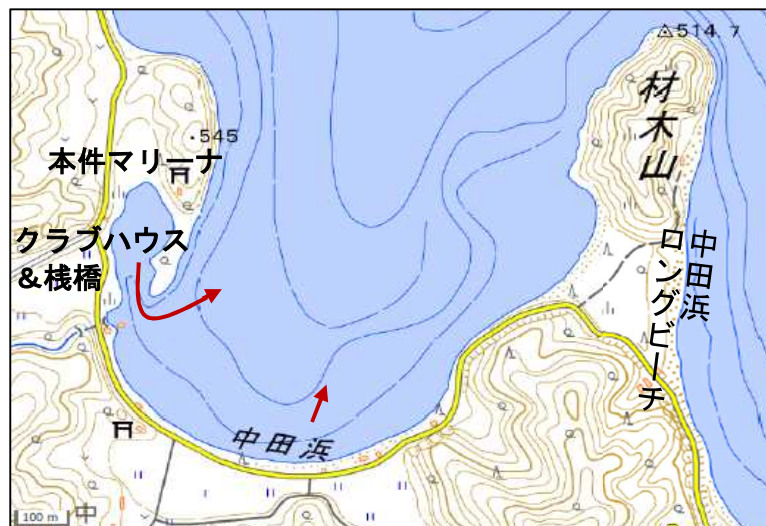 514.7
材木山
・545
本件マリーナ
クラブハウス
&桟橋
中田浜
ロングビーチ
中田浜
100 m
中